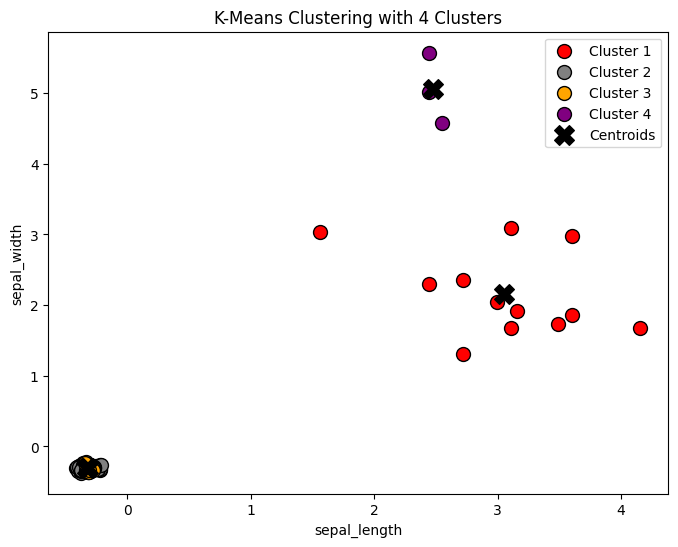 K-Means Clustering with 4 Clusters
Cluster 1
Cluster 2
Cluster 3
Cluster 4
Centroids
sepal_width
5
4
3
2
1
0
0
1
2
3
4
sepal_length